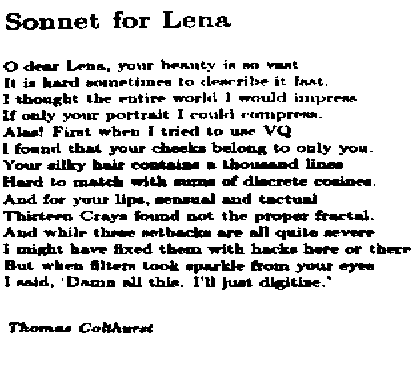 Sonnet for Lena
O dear Lena, your beauty is so vast
It is hard sometimes to describe it fast.
I thought the entire world I would impress
If only your portrait I could compress.
Alas! First when I tried to use VQ
I found that your cheeks belong to only you.
Your silky hair contains a thousand lines
Hard to match with sums of discrete cosines.
And for your lips, sensual and tactual
Thirteen Crays found not the proper fractal.
And while these setbacks are all quite severe
I might have fixed them with hacks here or there
But when filters took sparkle from your eyes
I said, 'Damn all this. I'll just digitize.'
Thomas Colthurst